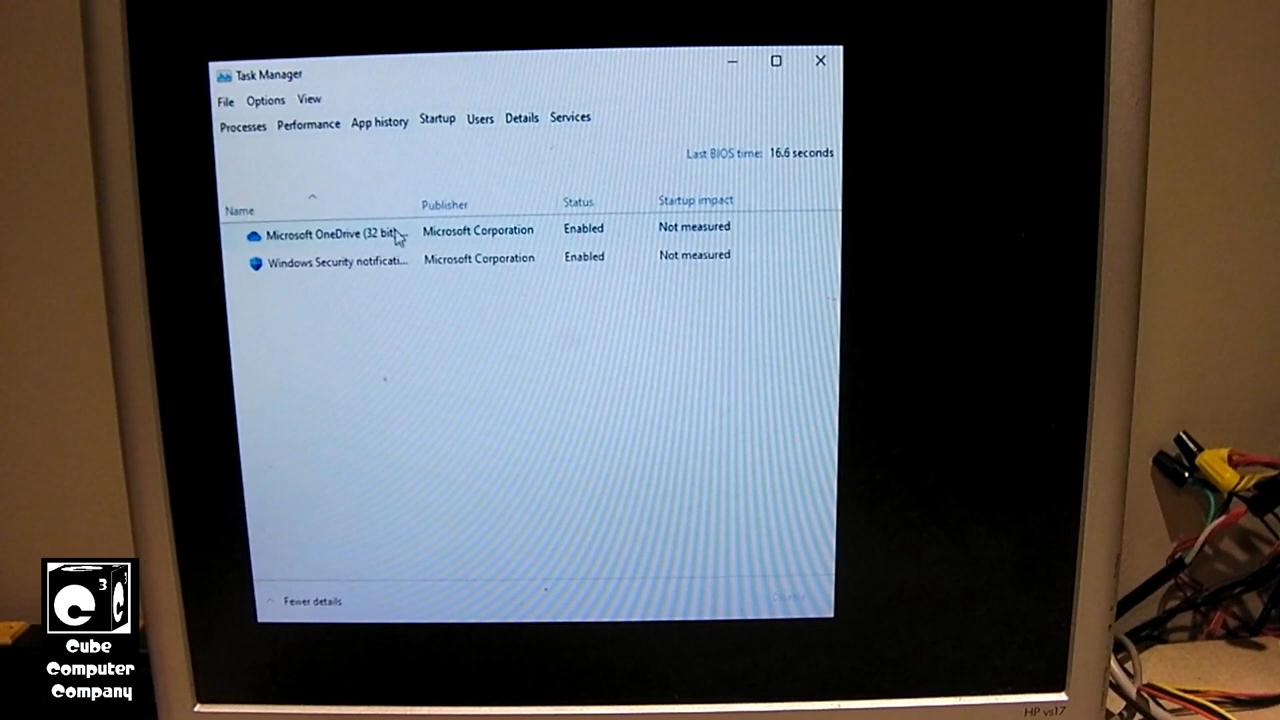 Task Manager
File Options View
Processes Performance App history Startup Users Details Services
Last BIOS time: 16.6 seconds
Name Publisher Status Startup impact
Microsoft OneDrive (32 bit)... Microsoft Corporation Enabled Not measured
Windows Security notificati... Microsoft Corporation Enabled Not measured
Fewer details
Disable
HP vs17
C3C
Cube
Computer
Company